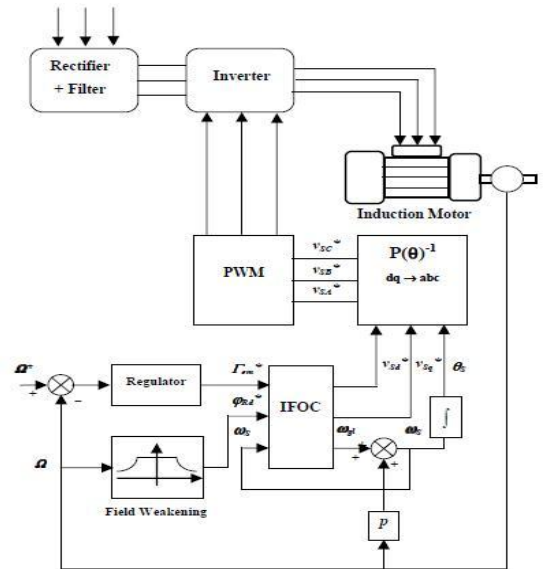 Rectifier
+ Filter
Inverter
Induction Motor
PWM
v_SC*
v_SB*
v_SA*
P(θ)⁻¹
dq → abc
Ω*
+
-
Regulator
Γ_em*
φ_Rd*
ω_S
IFOC
v_Sd*
v_Sq*
θ_S
∫
+
+
+
ω_S
Ω
Field Weakening
p